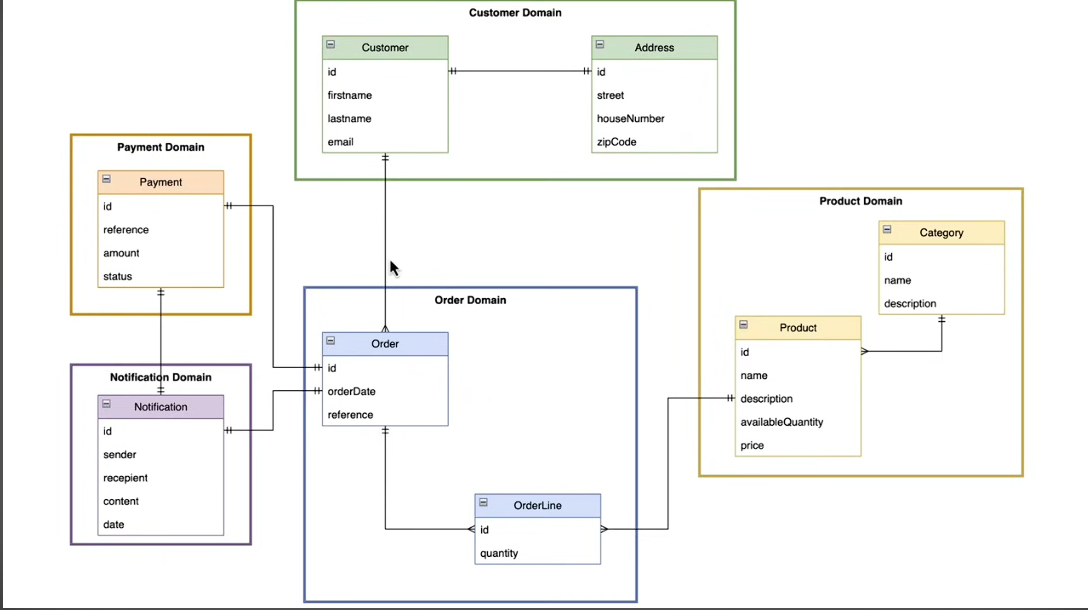 Customer Domain
Customer
id
firstname
lastname
email
Address
id
street
houseNumber
zipCode
Payment Domain
Payment
id
reference
amount
status
Product Domain
Category
id
name
description
Product
id
name
description
availableQuantity
price
Order Domain
Order
id
orderDate
reference
OrderLine
id
quantity
Notification Domain
Notification
id
sender
recepient
content
date